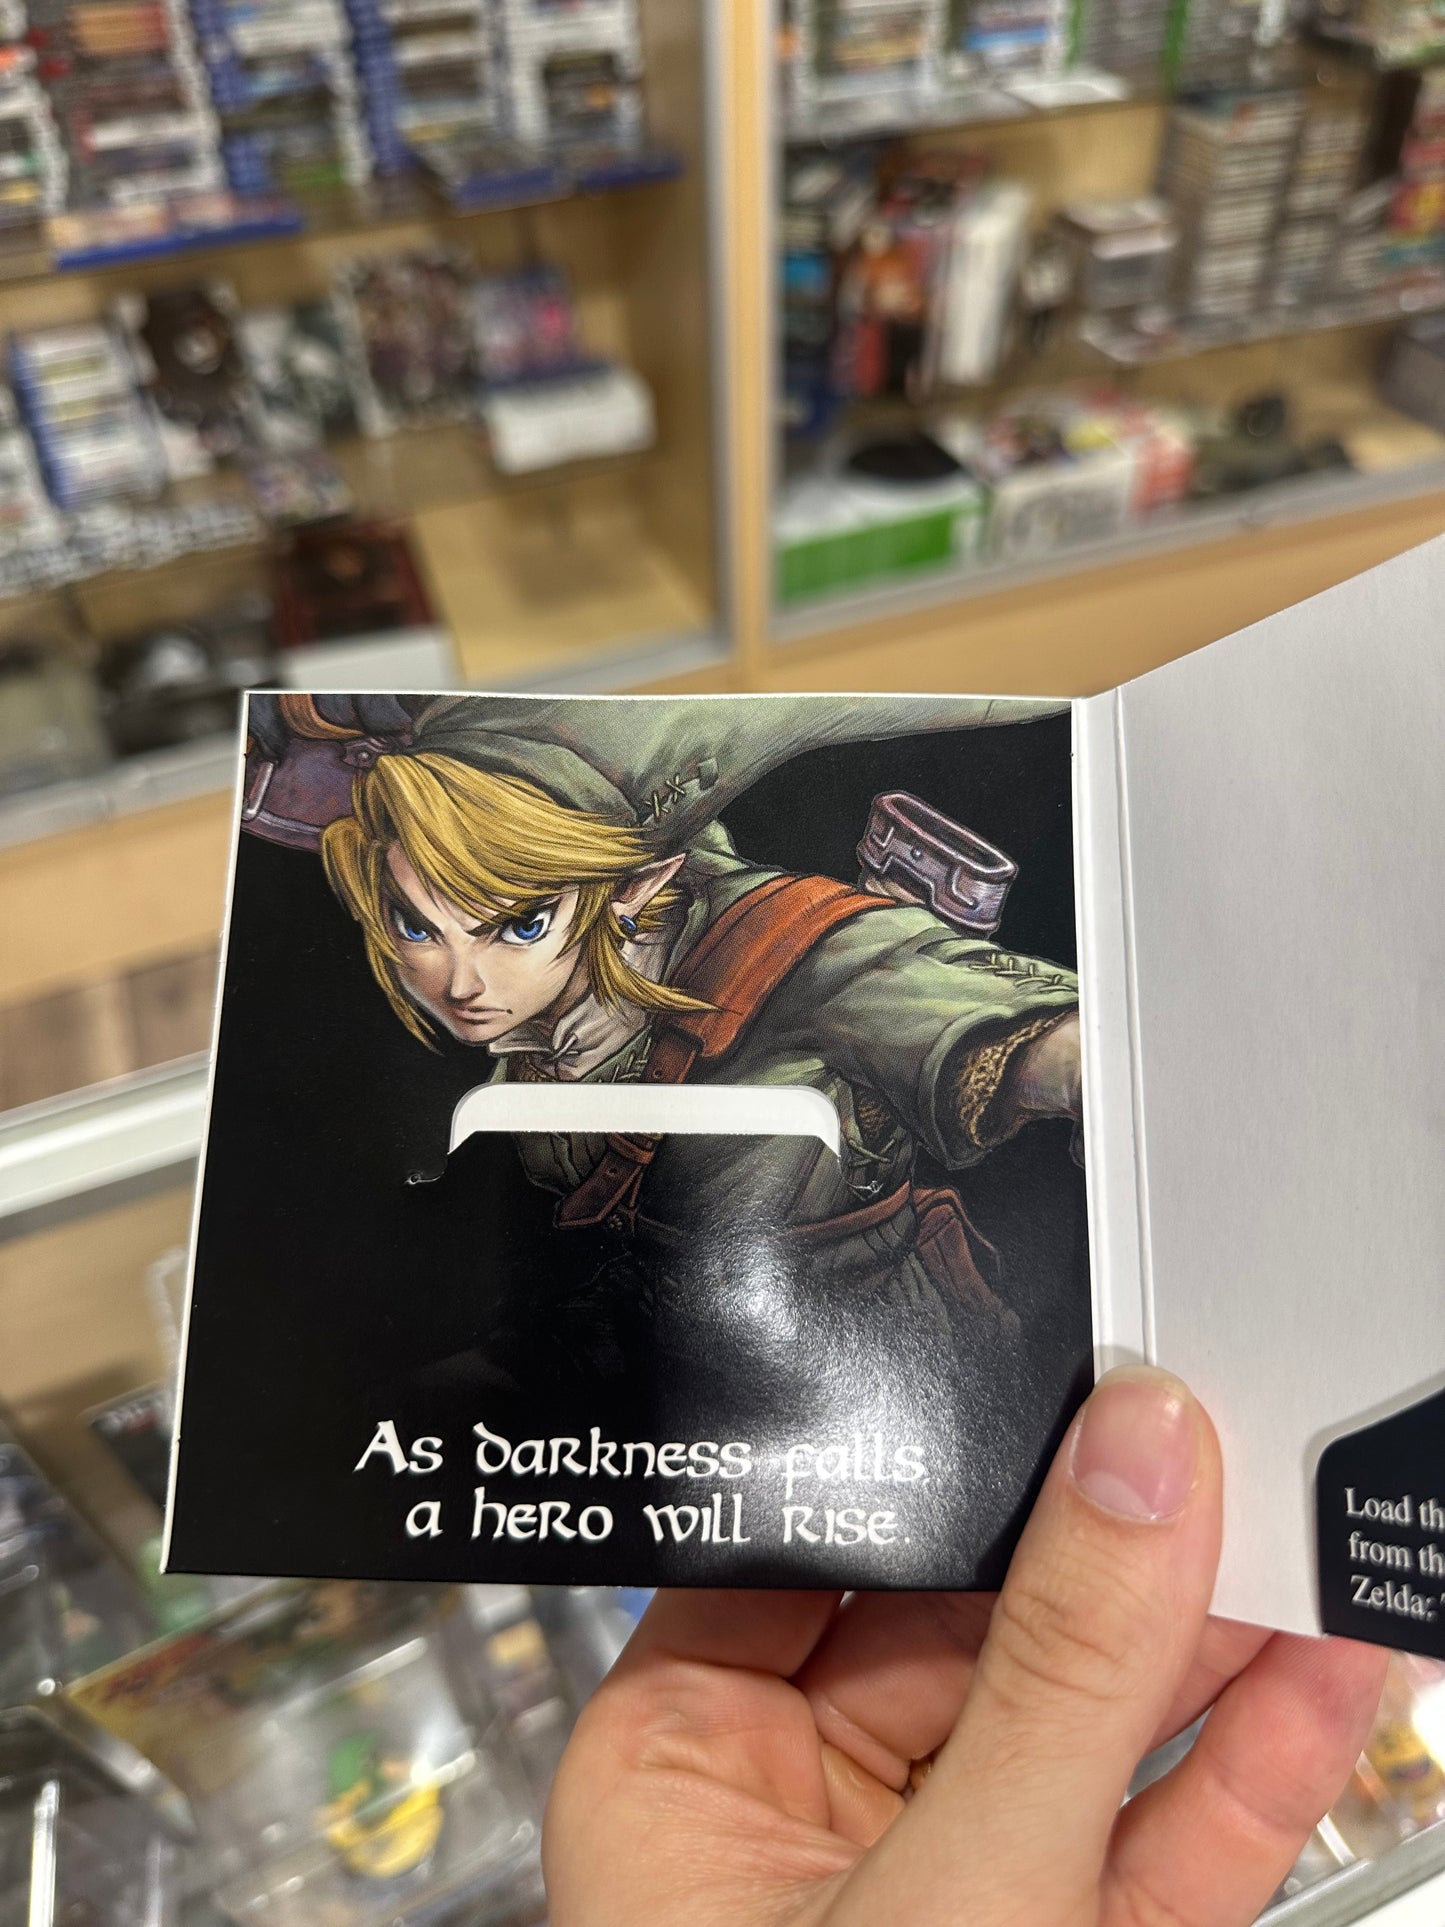 As darkness falls
a hero will rise.
Load th
from th
Zelda: